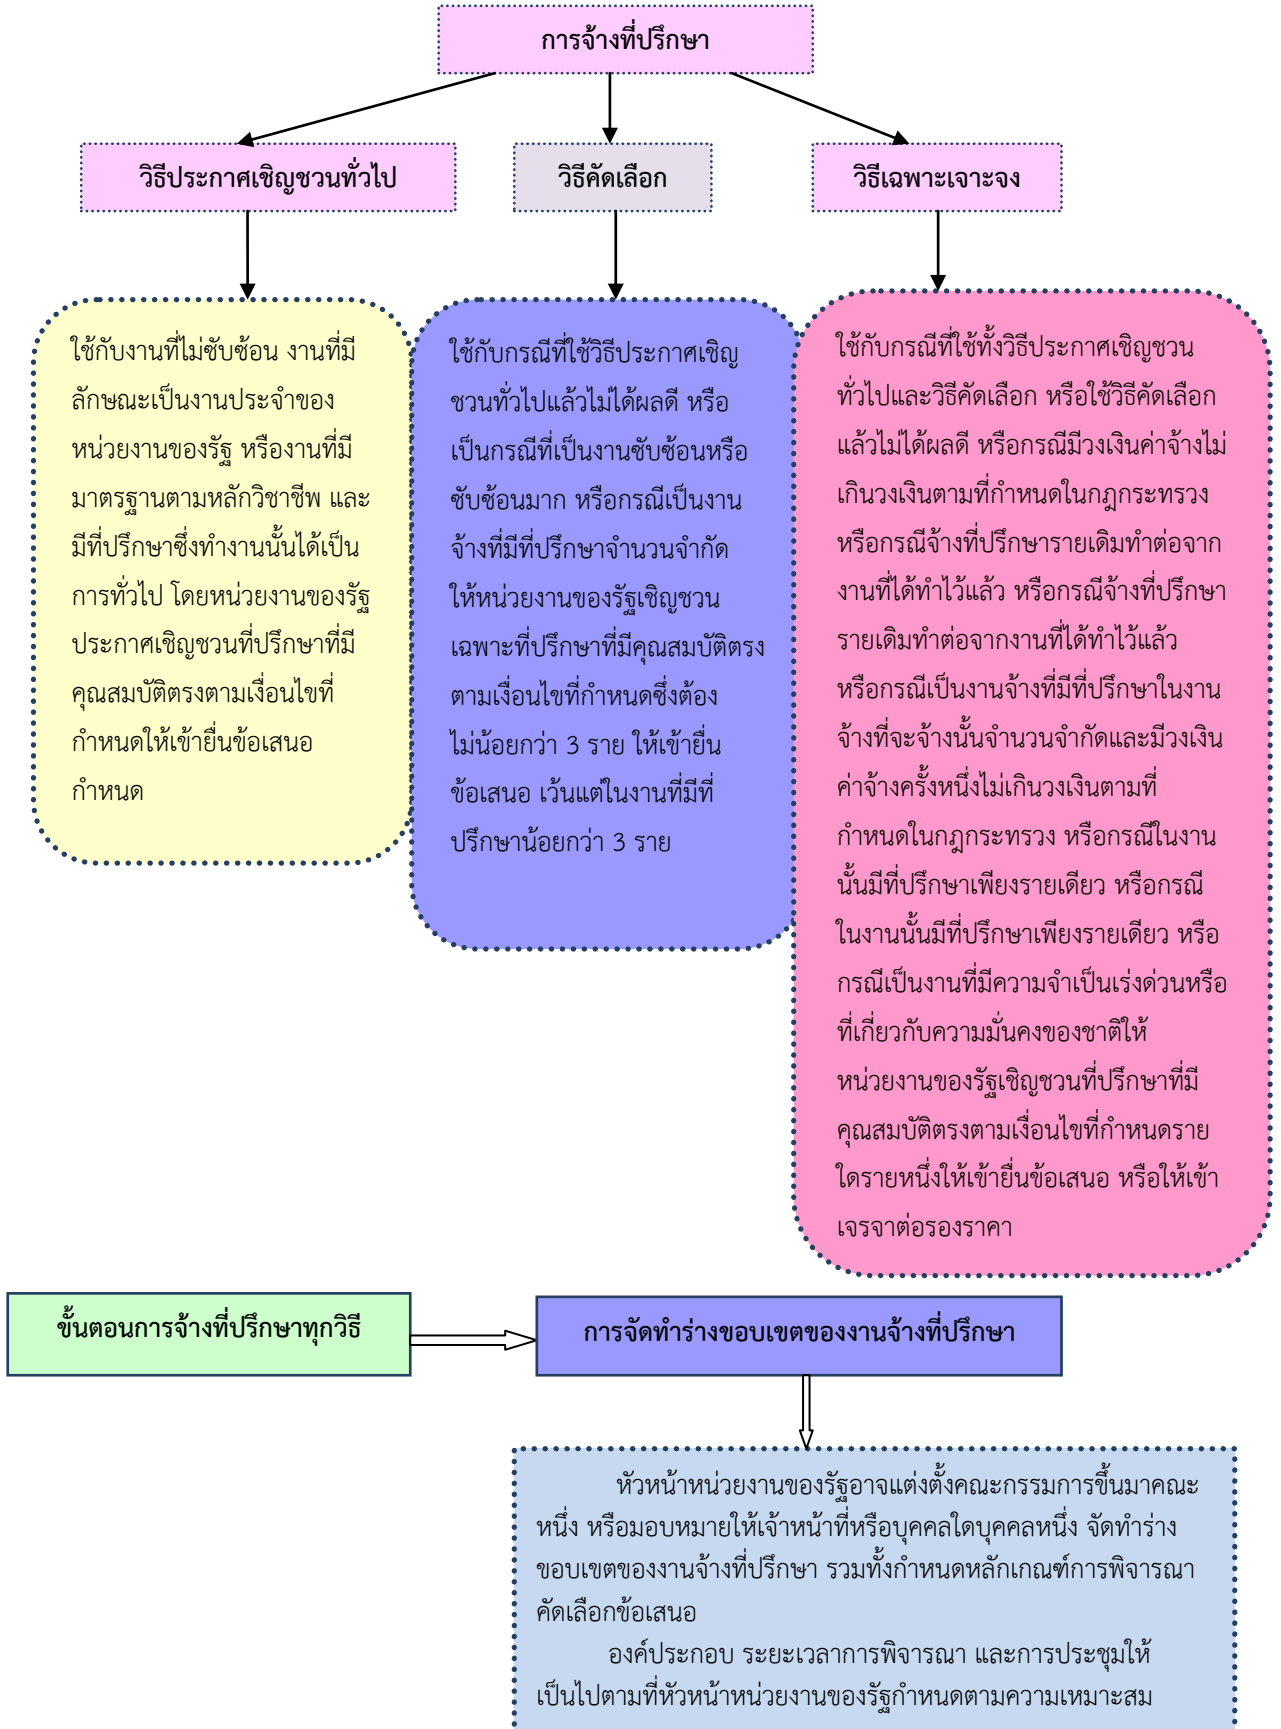 การจ้างที่ปรึกษา
วิธีประกาศเชิญชวนทั่วไป
วิธีคัดเลือก
วิธีเฉพาะเจาะจง
ใช้กับงานที่ไม่ซับซ้อน งานที่มี
ลักษณะเป็นงานประจำของ
หน่วยงานของรัฐ หรืองานที่มี
มาตรฐานตามหลักวิชาชีพ และ
มีที่ปรึกษาซึ่งทำงานนั้นได้เป็น
การทั่วไป โดยหน่วยงานของรัฐ
ประกาศเชิญชวนที่ปรึกษาที่มี
คุณสมบัติตรงตามเงื่อนไขที่
กำหนดให้เข้ายื่นข้อเสนอ
กำหนด
ใช้กับกรณีที่ใช้วิธีประกาศเชิญ
ชวนทั่วไปแล้วไม่ได้ผลดี หรือ
เป็นกรณีที่เป็นงานซับซ้อนหรือ
ซับซ้อนมาก หรือกรณีเป็นงาน
จ้างที่มีที่ปรึกษาจำนวนจำกัด
ให้หน่วยงานของรัฐเชิญชวน
เฉพาะที่ปรึกษาที่มีคุณสมบัติตรง
ตามเงื่อนไขที่กำหนดซึ่งต้อง
ไม่น้อยกว่า 3 ราย ให้เข้ายื่น
ข้อเสนอ เว้นแต่ในงานที่มีที่
ปรึกษาน้อยกว่า 3 ราย
ใช้กับกรณีที่ใช้ทั้งวิธีประกาศเชิญชวน
ทั่วไปและวิธีคัดเลือก หรือใช้วิธีคัดเลือก
แล้วไม่ได้ผลดี หรือกรณีมีวงเงินค่าจ้างไม่
เกินวงเงินตามที่กำหนดในกฎกระทรวง
หรือกรณีจ้างที่ปรึกษารายเดิมทำต่อจาก
งานที่ได้ทำไว้แล้ว หรือกรณีจ้างที่ปรึกษา
รายเดิมทำต่อจากงานที่ได้ทำไว้แล้ว
หรือกรณีเป็นงานจ้างที่มีที่ปรึกษาในงาน
จ้างที่จะจ้างนั้นจำนวนจำกัดและมีวงเงิน
ค่าจ้างครั้งหนึ่งไม่เกินวงเงินตามที่
กำหนดในกฎกระทรวง หรือกรณีในงาน
นั้นมีที่ปรึกษาเพียงรายเดียว หรือกรณี
ในงานนั้นมีที่ปรึกษาเพียงรายเดียว หรือ
กรณีเป็นงานที่มีความจำเป็นเร่งด่วนหรือ
ที่เกี่ยวกับความมั่นคงของชาติให้
หน่วยงานของรัฐเชิญชวนที่ปรึกษาที่มี
คุณสมบัติตรงตามเงื่อนไขที่กำหนดราย
ใดรายหนึ่งให้เข้ายื่นข้อเสนอ หรือให้เข้า
เจรจาต่อรองราคา
ขั้นตอนการจ้างที่ปรึกษาทุกวิธี
การจัดทำร่างขอบเขตของงานจ้างที่ปรึกษา
หัวหน้าหน่วยงานของรัฐอาจแต่งตั้งคณะกรรมการขึ้นมาคณะ
หนึ่ง หรือมอบหมายให้เจ้าหน้าที่หรือบุคคลใดบุคคลหนึ่ง จัดทำร่าง
ขอบเขตของงานจ้างที่ปรึกษา รวมทั้งกำหนดหลักเกณฑ์การพิจารณา
คัดเลือกข้อเสนอ
องค์ประกอบ ระยะเวลาการพิจารณา และการประชุมให้
เป็นไปตามที่หัวหน้าหน่วยงานของรัฐกำหนดตามความเหมาะสม